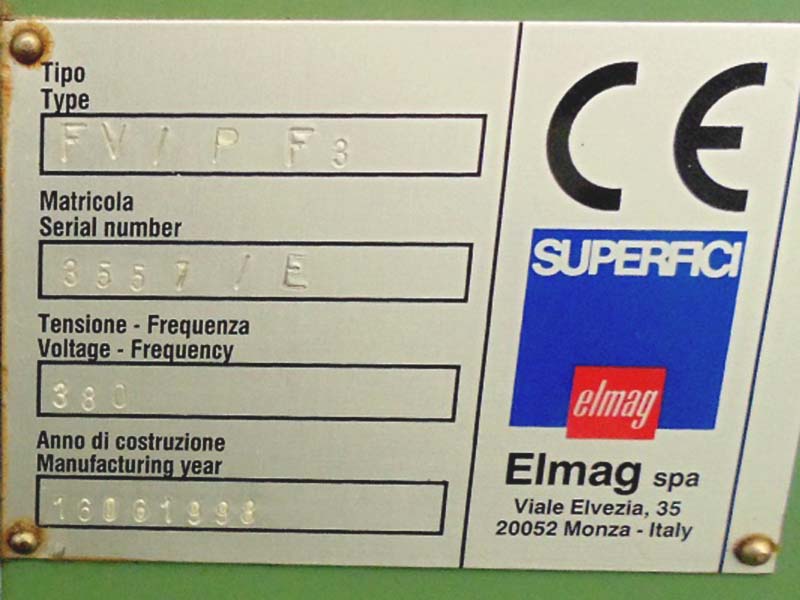 Tipo
Type
FV/P F3
Matricola
Serial number
3557/E
Tensione - Frequenza
Voltage - Frequency
380
Anno di costruzione
Manufacturing year
16061998
CE
SUPERFICI
elmag
Elmag spa
Viale Elvezia, 35
20052 Monza - Italy